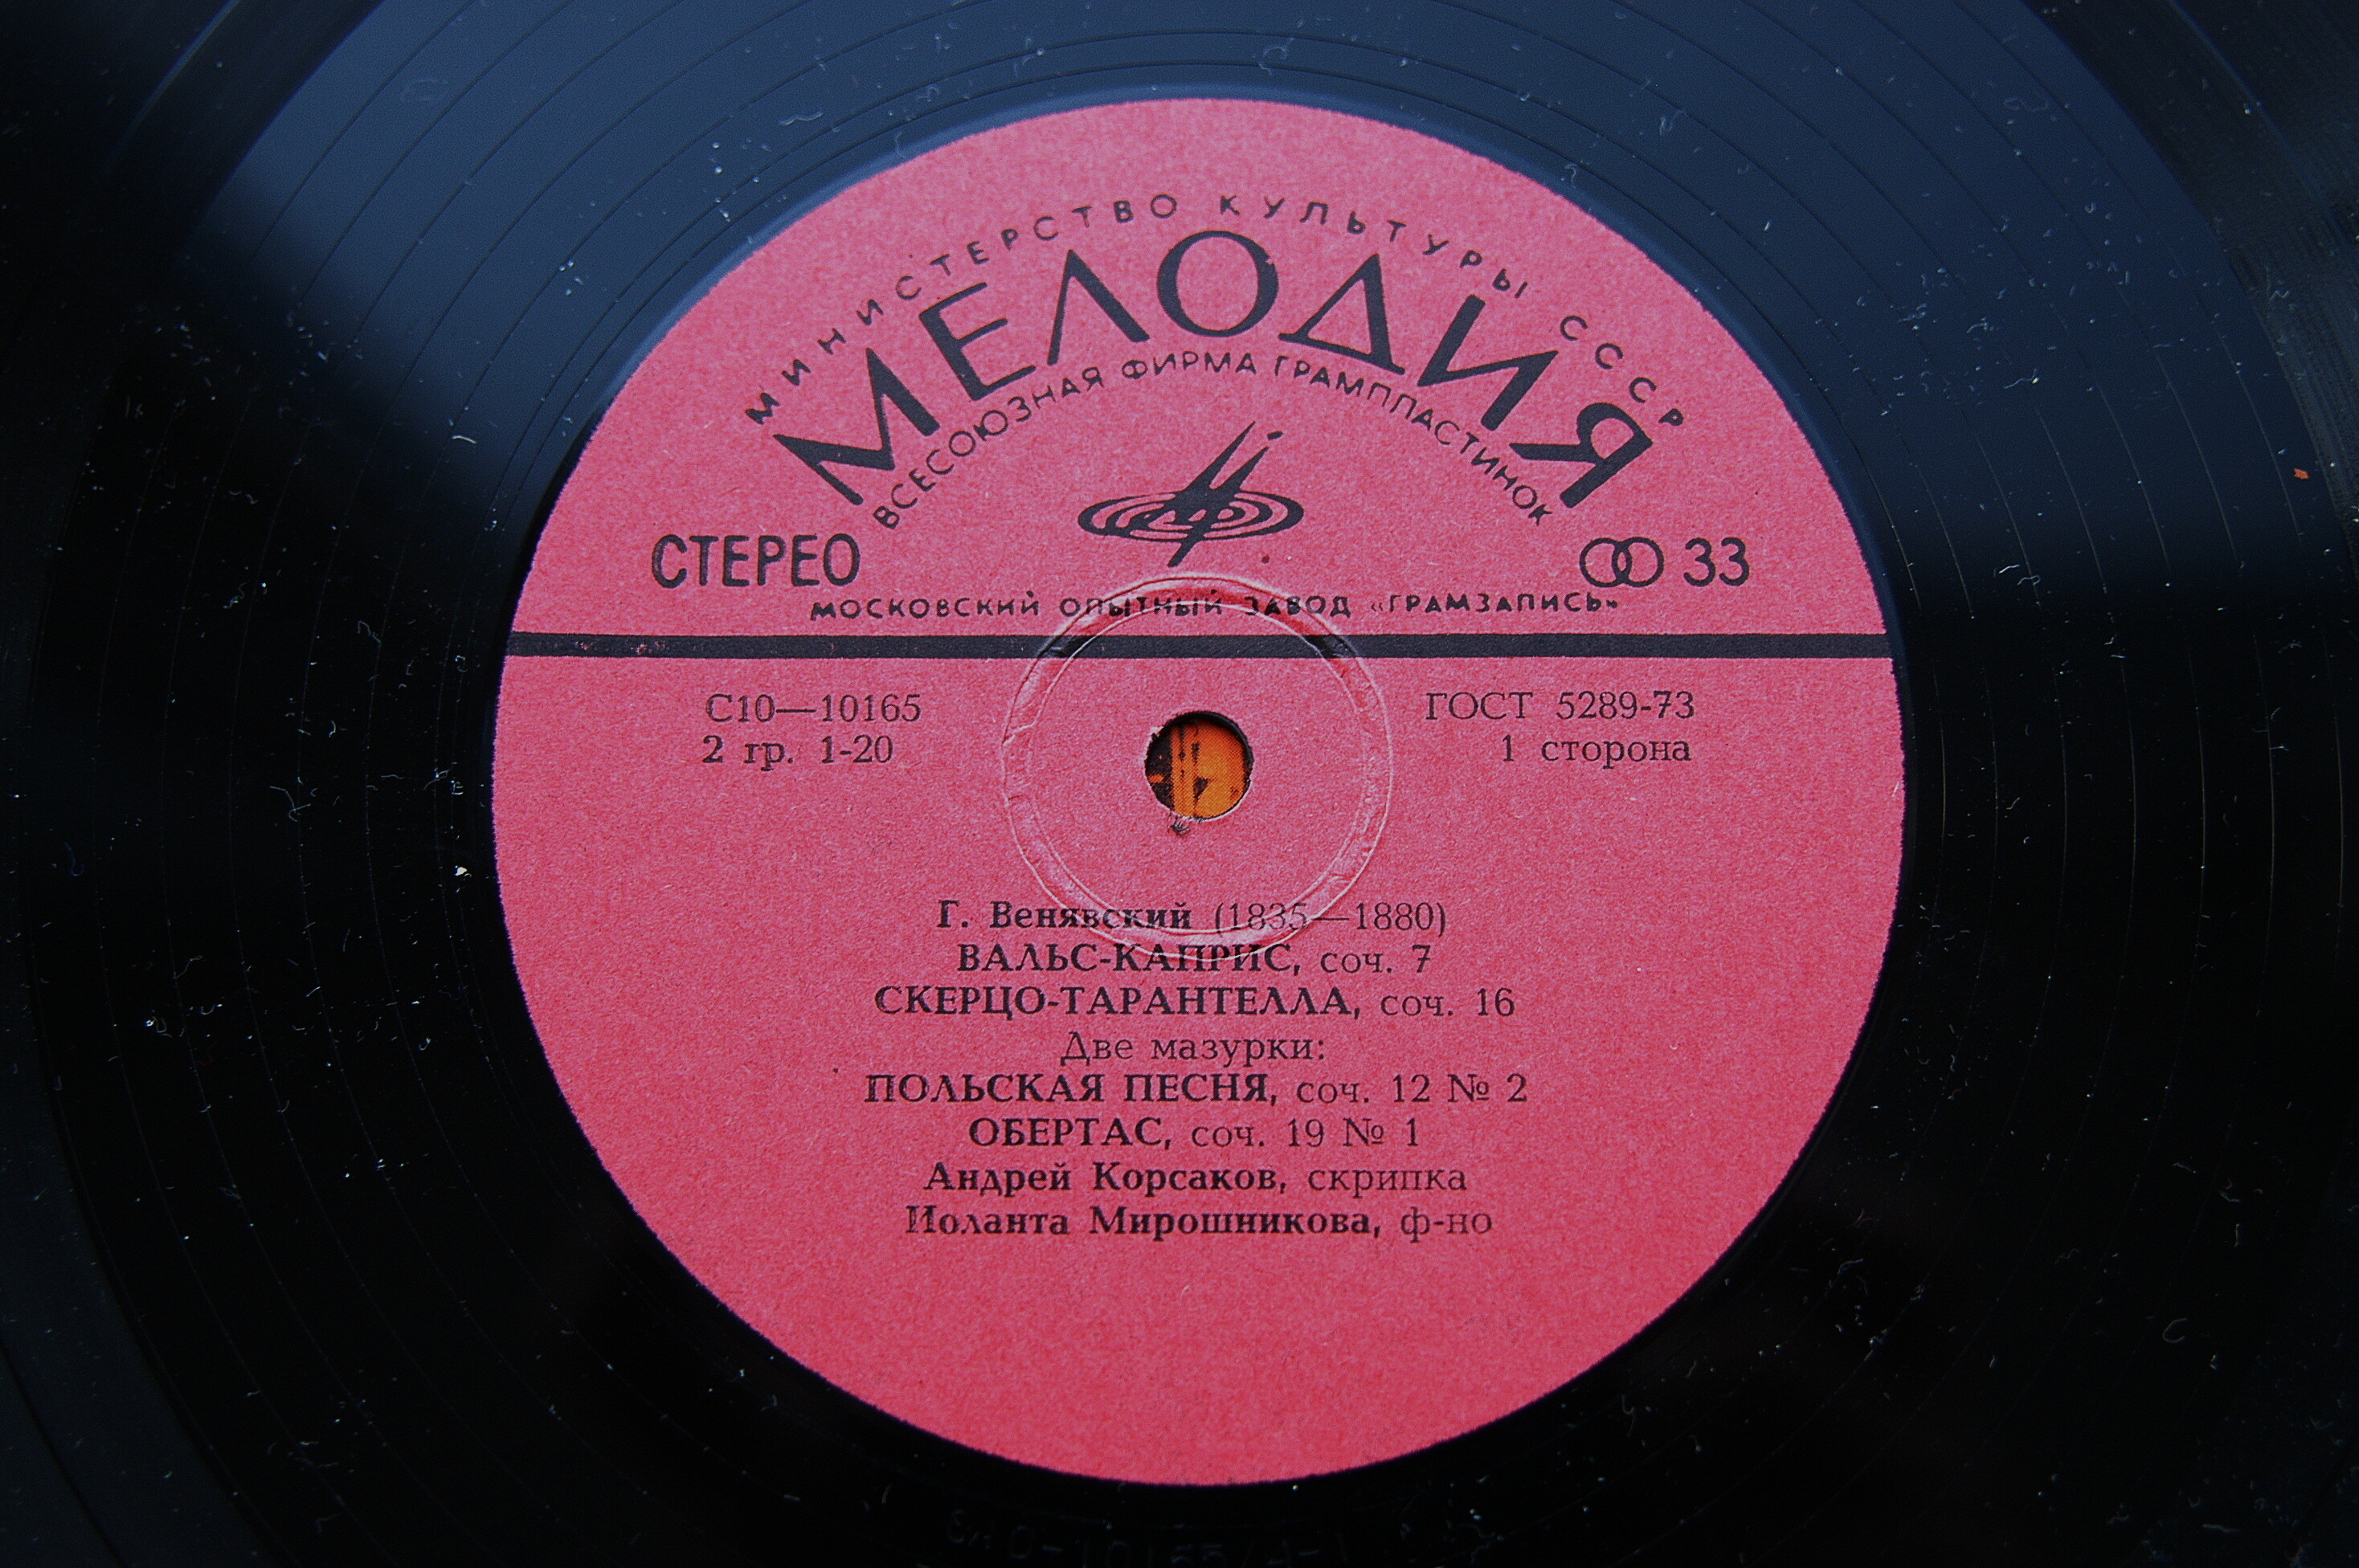 МИНИСТЕРСТВО КУЛЬТУРЫ СССР
МЕЛОДИЯ
ВСЕСОЮЗНАЯ ФИРМА ГРАМПЛАСТИНОК
СТЕРЕО
33
МОСКОВСКИЙ ОПЫТНЫЙ ЗАВОД «ГРАМЗАПИСЬ»
С10—10165
ГОСТ 5289-73
2 гр. 1-20
1 сторона
Г. Венявский (1835—1880)
ВАЛЬС-КАПРИС, соч. 7
СКЕРЦО-ТАРАНТЕЛЛА, соч. 16
Две мазурки:
ПОЛЬСКАЯ ПЕСНЯ, соч. 12 № 2
ОБЕРТАС, соч. 19 № 1
Андрей Корсаков, скрипка
Иоланта Мирошникова, ф-но